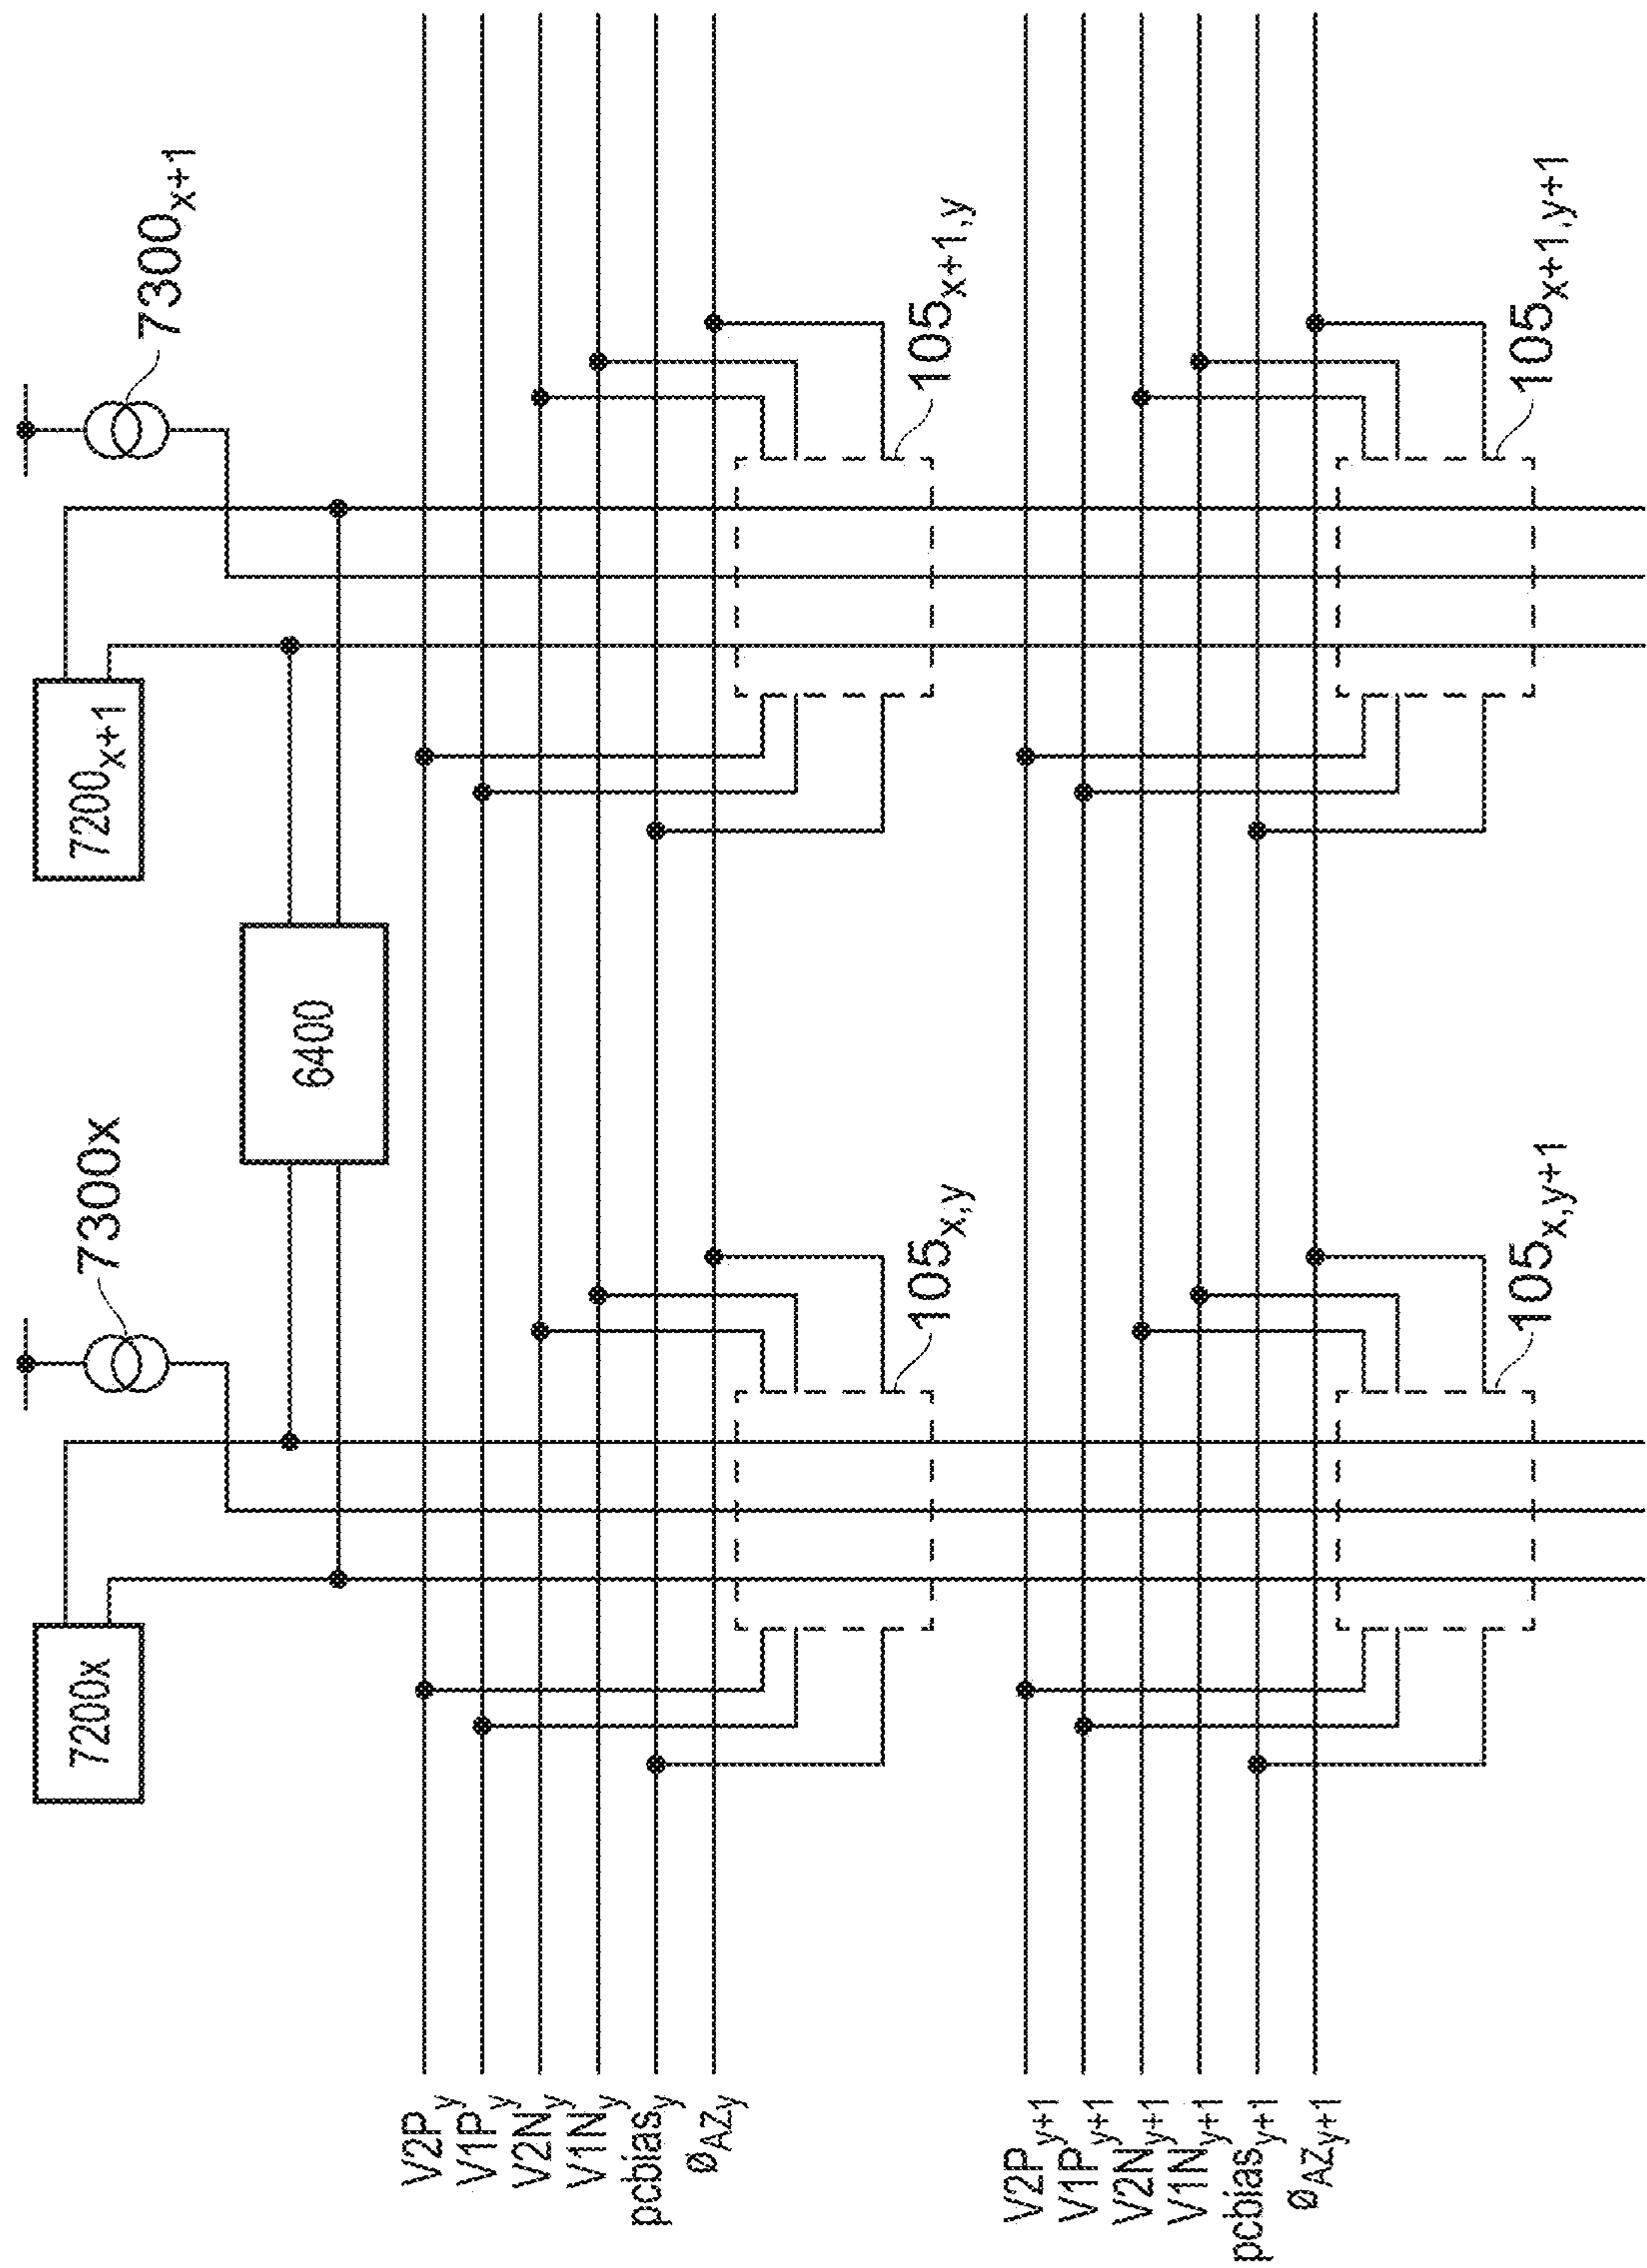 7200x
7300x
7200x+1
7300x+1
6400
V2Py
V1Py
V2Ny
V1Ny
pcbiasy
øAZy
105x,y
105x+1,y
V2Py+1
V1Py+1
V2Ny+1
V1Ny+1
pcbiasy+1
øAZy+1
105x,y+1
105x+1,y+1